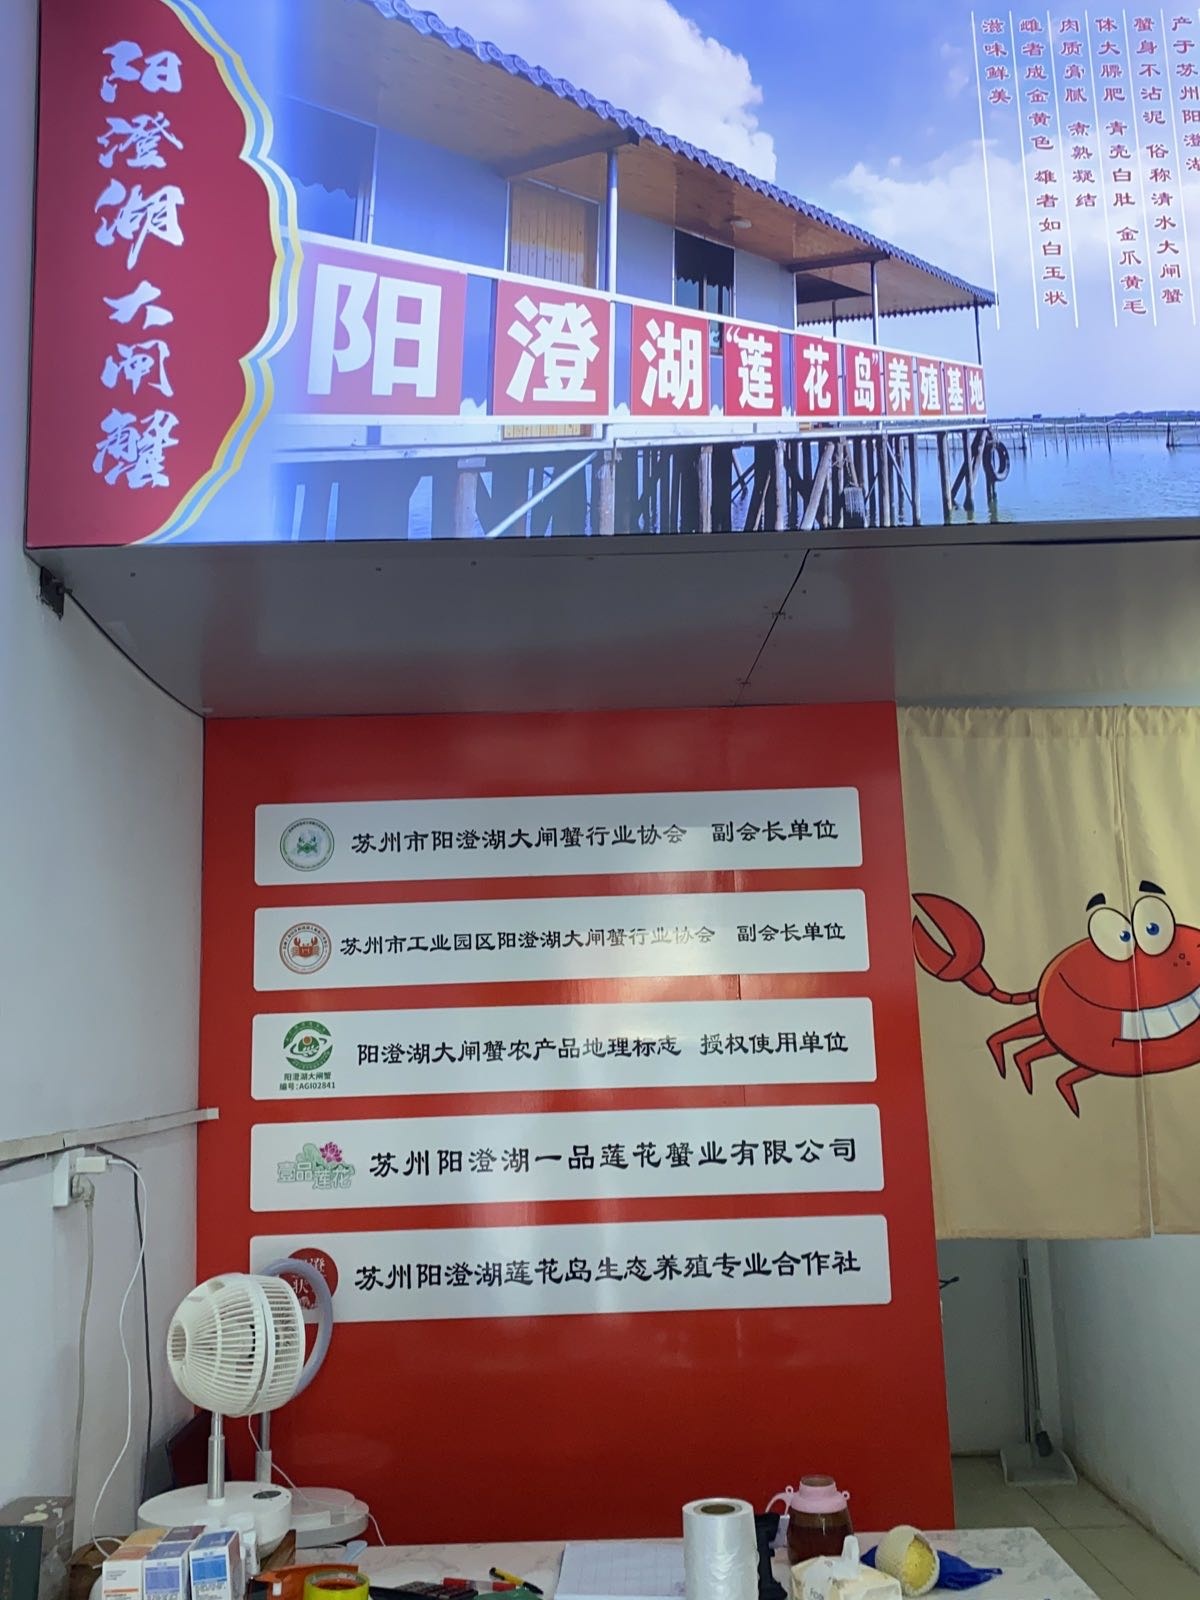 阳澄湖大闸蟹
阳澄湖“莲花岛”养殖基地
产于苏州阳澄湖
蟹身不沾泥 俗称清水大闸蟹
体大膘肥 青壳白肚 金爪黄毛
肉质膏腻 煮熟凝结
雌者成金黄色 雄者如白玉状
滋味鲜美
苏州市阳澄湖大闸蟹行业协会 副会长单位
苏州市工业园区阳澄湖大闸蟹行业协会 副会长单位
阳澄湖大闸蟹农产品地理标志 授权使用单位
阳澄湖大闸蟹
编号:AGI02841
壹品莲花
苏州阳澄湖一品莲花蟹业有限公司
苏州阳澄湖莲花岛生态养殖专业合作社